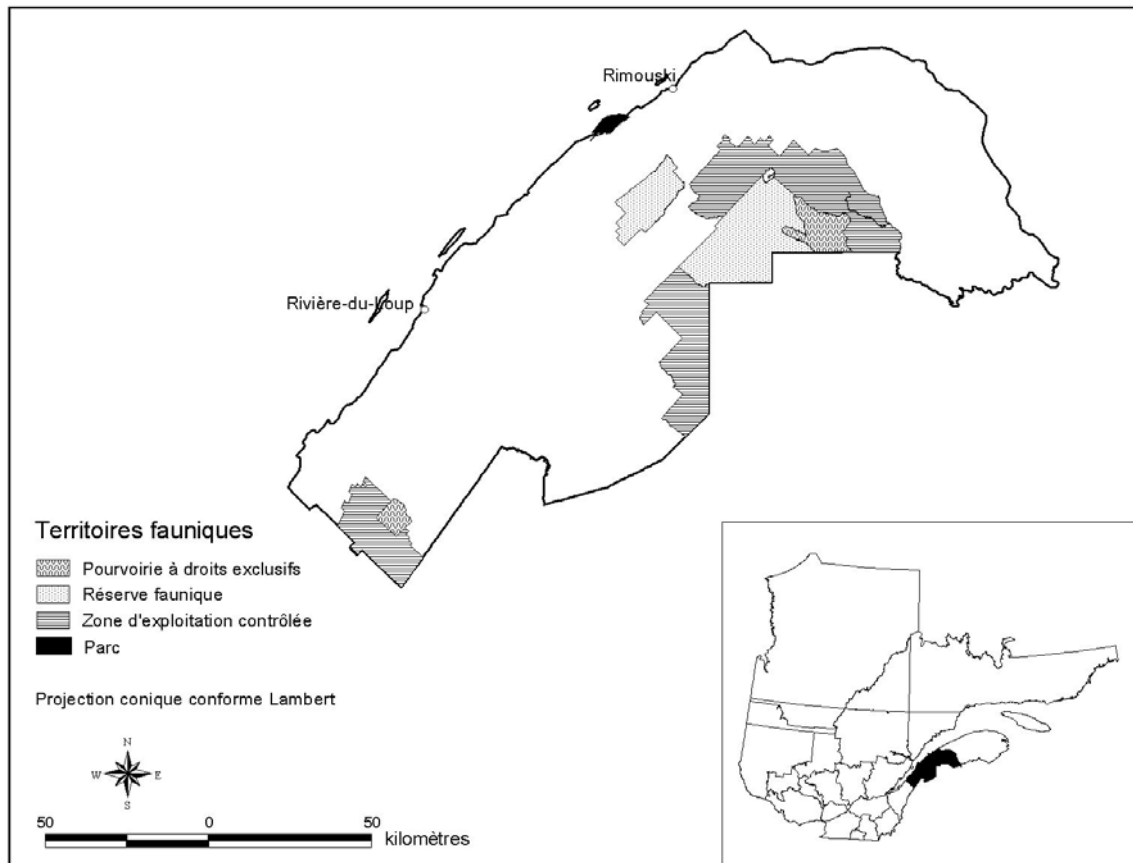 Rimouski
Rivière-du-Loup
Territoires fauniques
Pourvoirie à droits exclusifs
Réserve faunique
Zone d'exploitation contrôlée
Parc
Projection conique conforme Lambert
N
W E
S
50 0 50 kilomètres